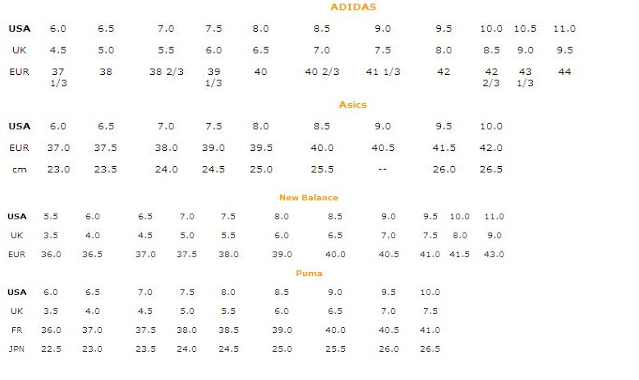 ADIDAS
USA 6.0 6.5 7.0 7.5 8.0 8.5 9.0 9.5 10.0 10.5 11.0
UK 4.5 5.0 5.5 6.0 6.5 7.0 7.5 8.0 8.5 9.0 9.5
EUR 37 1/3 38 38 2/3 39 1/3 40 40 2/3 41 1/3 42 42 2/3 43 1/3 44
Asics
USA 6.0 6.5 7.0 7.5 8.0 8.5 9.0 9.5 10.0
EUR 37.0 37.5 38.0 39.0 39.5 40.0 40.5 41.5 42.0
cm 23.0 23.5 24.0 24.5 25.0 25.5 -- 26.0 26.5
New Balance
USA 5.5 6.0 6.5 7.0 7.5 8.0 8.5 9.0 9.5 10.0 11.0
UK 3.5 4.0 4.5 5.0 5.5 6.0 6.5 7.0 7.5 8.0 9.0
EUR 36.0 36.5 37.0 37.5 38.0 39.0 40.0 40.5 41.0 41.5 43.0
Puma
USA 6.0 6.5 7.0 7.5 8.0 8.5 9.0 9.5 10.0
UK 3.5 4.0 4.5 5.0 5.5 6.0 6.5 7.0 7.5
FR 36.0 37.0 37.5 38.0 38.5 39.0 40.0 40.5 41.0
JPN 22.5 23.0 23.5 24.0 24.5 25.0 25.5 26.0 26.5